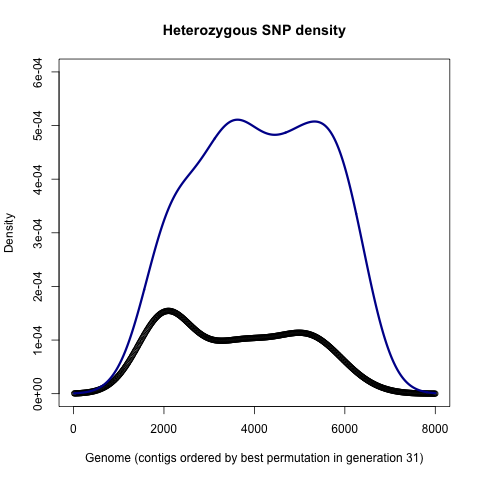 Heterozygous SNP density
6e-04
5e-04
4e-04
3e-04
2e-04
1e-04
0e+00
Density
0 2000 4000 6000 8000
Genome (contigs ordered by best permutation in generation 31)